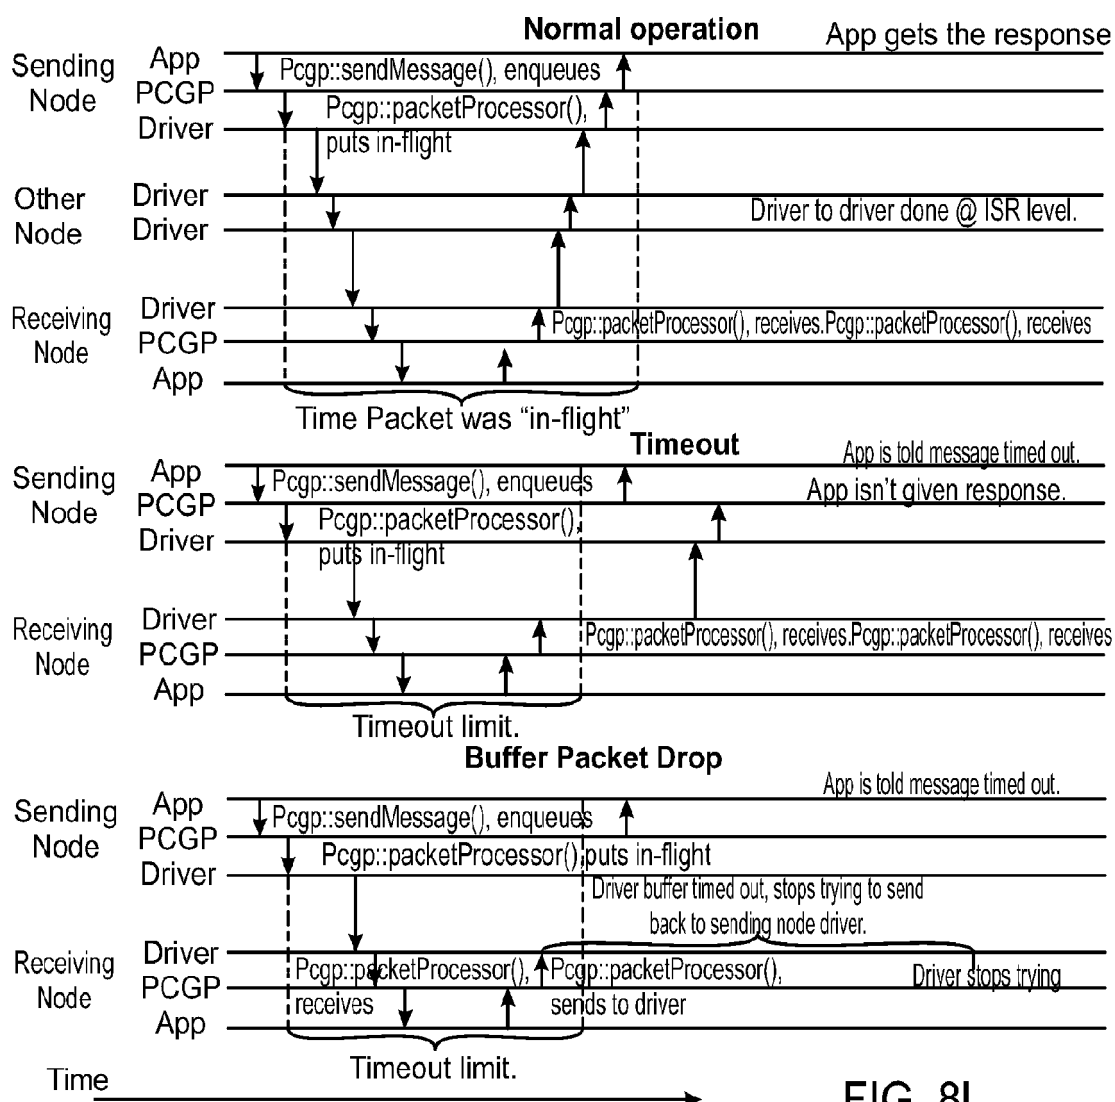 Normal operation
App gets the response
Sending Node
App
Pcgp::sendMessage(), enqueues
PCGP
Pcgp::packetProcessor(),
Driver
puts in-flight
Other Node
Driver
Driver to driver done @ ISR level.
Driver
Receiving Node
Driver
Pcgp::packetProcessor(), receives.Pcgp::packetProcessor(), receives
PCGP
App
Time Packet was “in-flight”
Timeout
App is told message timed out.
Sending Node
App
Pcgp::sendMessage(), enqueues
App isn’t given response.
PCGP
Pcgp::packetProcessor(),
Driver
puts in-flight
Receiving Node
Driver
Pcgp::packetProcessor(), receives.Pcgp::packetProcessor(), receives
PCGP
App
Timeout limit.
Buffer Packet Drop
App is told message timed out.
Sending Node
App
Pcgp::sendMessage(), enqueues
PCGP
Pcgp::packetProcessor(),puts in-flight
Driver
Driver buffer timed out, stops trying to send
back to sending node driver.
Receiving Node
Driver
Pcgp::packetProcessor(),
receives
Pcgp::packetProcessor(),
sends to driver
Driver stops trying
PCGP
App
Timeout limit.
Time